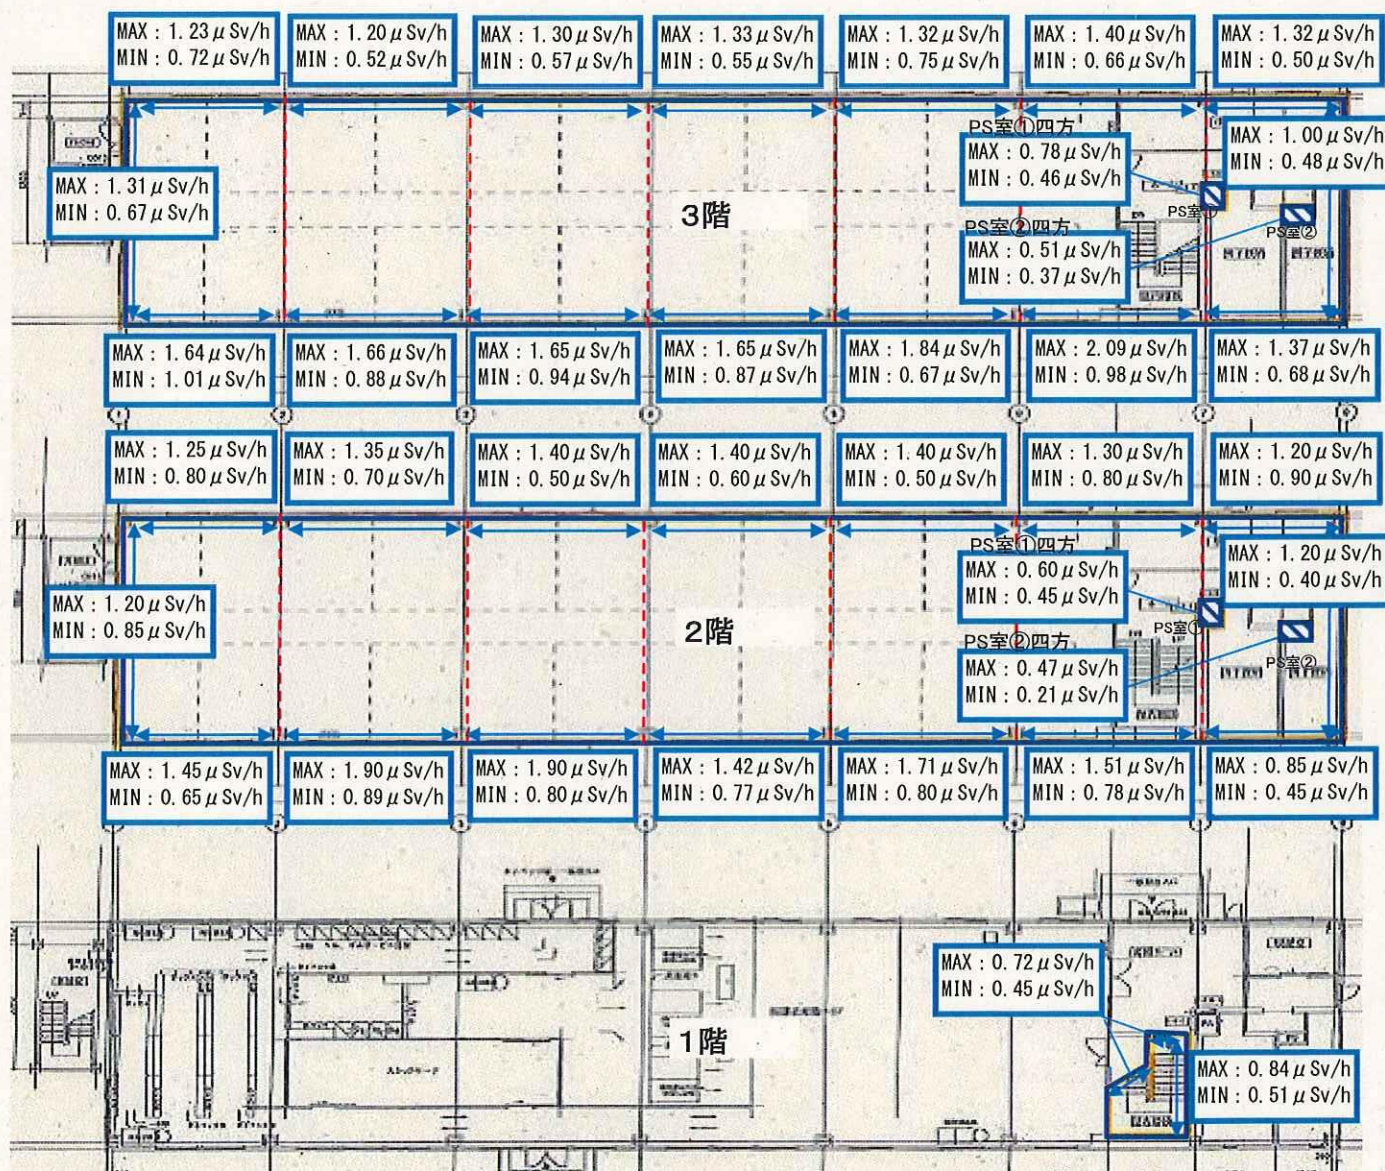 MAX：1.23μSv/h
MIN：0.72μSv/h
MAX：1.20μSv/h
MIN：0.52μSv/h
MAX：1.30μSv/h
MIN：0.57μSv/h
MAX：1.33μSv/h
MIN：0.55μSv/h
MAX：1.32μSv/h
MIN：0.75μSv/h
MAX：1.40μSv/h
MIN：0.66μSv/h
MAX：1.32μSv/h
MIN：0.50μSv/h
MAX：1.31μSv/h
MIN：0.67μSv/h
3階
PS室①四方
MAX：0.78μSv/h
MIN：0.46μSv/h
MAX：1.00μSv/h
MIN：0.48μSv/h
PS室①
PS室②四方
MAX：0.51μSv/h
MIN：0.37μSv/h
PS室②
MAX：1.64μSv/h
MIN：1.01μSv/h
MAX：1.66μSv/h
MIN：0.88μSv/h
MAX：1.65μSv/h
MIN：0.94μSv/h
MAX：1.65μSv/h
MIN：0.87μSv/h
MAX：1.84μSv/h
MIN：0.67μSv/h
MAX：2.09μSv/h
MIN：0.98μSv/h
MAX：1.37μSv/h
MIN：0.68μSv/h
MAX：1.25μSv/h
MIN：0.80μSv/h
MAX：1.35μSv/h
MIN：0.70μSv/h
MAX：1.40μSv/h
MIN：0.50μSv/h
MAX：1.40μSv/h
MIN：0.60μSv/h
MAX：1.40μSv/h
MIN：0.50μSv/h
MAX：1.30μSv/h
MIN：0.80μSv/h
MAX：1.20μSv/h
MIN：0.90μSv/h
MAX：1.20μSv/h
MIN：0.85μSv/h
2階
PS室①四方
MAX：0.60μSv/h
MIN：0.45μSv/h
MAX：1.20μSv/h
MIN：0.40μSv/h
PS室①
PS室②四方
MAX：0.47μSv/h
MIN：0.21μSv/h
PS室②
MAX：1.45μSv/h
MIN：0.65μSv/h
MAX：1.90μSv/h
MIN：0.89μSv/h
MAX：1.90μSv/h
MIN：0.80μSv/h
MAX：1.42μSv/h
MIN：0.77μSv/h
MAX：1.71μSv/h
MIN：0.80μSv/h
MAX：1.51μSv/h
MIN：0.78μSv/h
MAX：0.85μSv/h
MIN：0.45μSv/h
1階
MAX：0.72μSv/h
MIN：0.45μSv/h
MAX：0.84μSv/h
MIN：0.51μSv/h